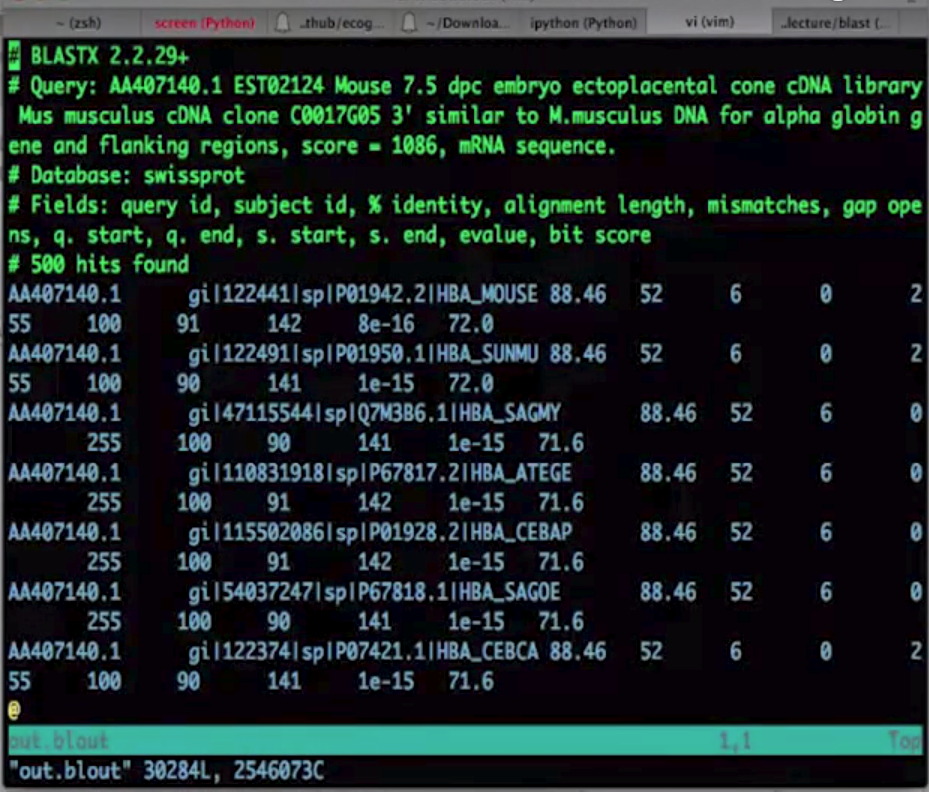 ~ (zsh) screen (Python) ..thub/ecog... ~/Downloa... ipython (Python) vi (vim) ..lecture/blast (...
# BLASTX 2.2.29+
# Query: AA407140.1 EST02124 Mouse 7.5 dpc embryo ectoplacental cone cDNA library
Mus musculus cDNA clone C0017G05 3' similar to M.musculus DNA for alpha globin g
ene and flanking regions, score = 1086, mRNA sequence.
# Database: swissprot
# Fields: query id, subject id, % identity, alignment length, mismatches, gap ope
ns, q. start, q. end, s. start, s. end, evalue, bit score
# 500 hits found
AA407140.1 gi|122441|sp|P01942.2|HBA_MOUSE 88.46 52 6 0 2
55 100 91 142 8e-16 72.0
AA407140.1 gi|122491|sp|P01950.1|HBA_SUNMU 88.46 52 6 0 2
55 100 90 141 1e-15 72.0
AA407140.1 gi|47115544|sp|Q7M3B6.1|HBA_SAGMY 88.46 52 6 0
255 100 90 141 1e-15 71.6
AA407140.1 gi|110831918|sp|P67817.2|HBA_ATEGE 88.46 52 6 0
255 100 91 142 1e-15 71.6
AA407140.1 gi|115502086|sp|P01928.2|HBA_CEBAP 88.46 52 6 0
255 100 91 142 1e-15 71.6
AA407140.1 gi|54037247|sp|P67818.1|HBA_SAGOE 88.46 52 6 0
255 100 90 141 1e-15 71.6
AA407140.1 gi|122374|sp|P07421.1|HBA_CEBCA 88.46 52 6 0 2
55 100 90 141 1e-15 71.6
@
out.blout 1,1 Top
"out.blout" 30284L, 2546073C